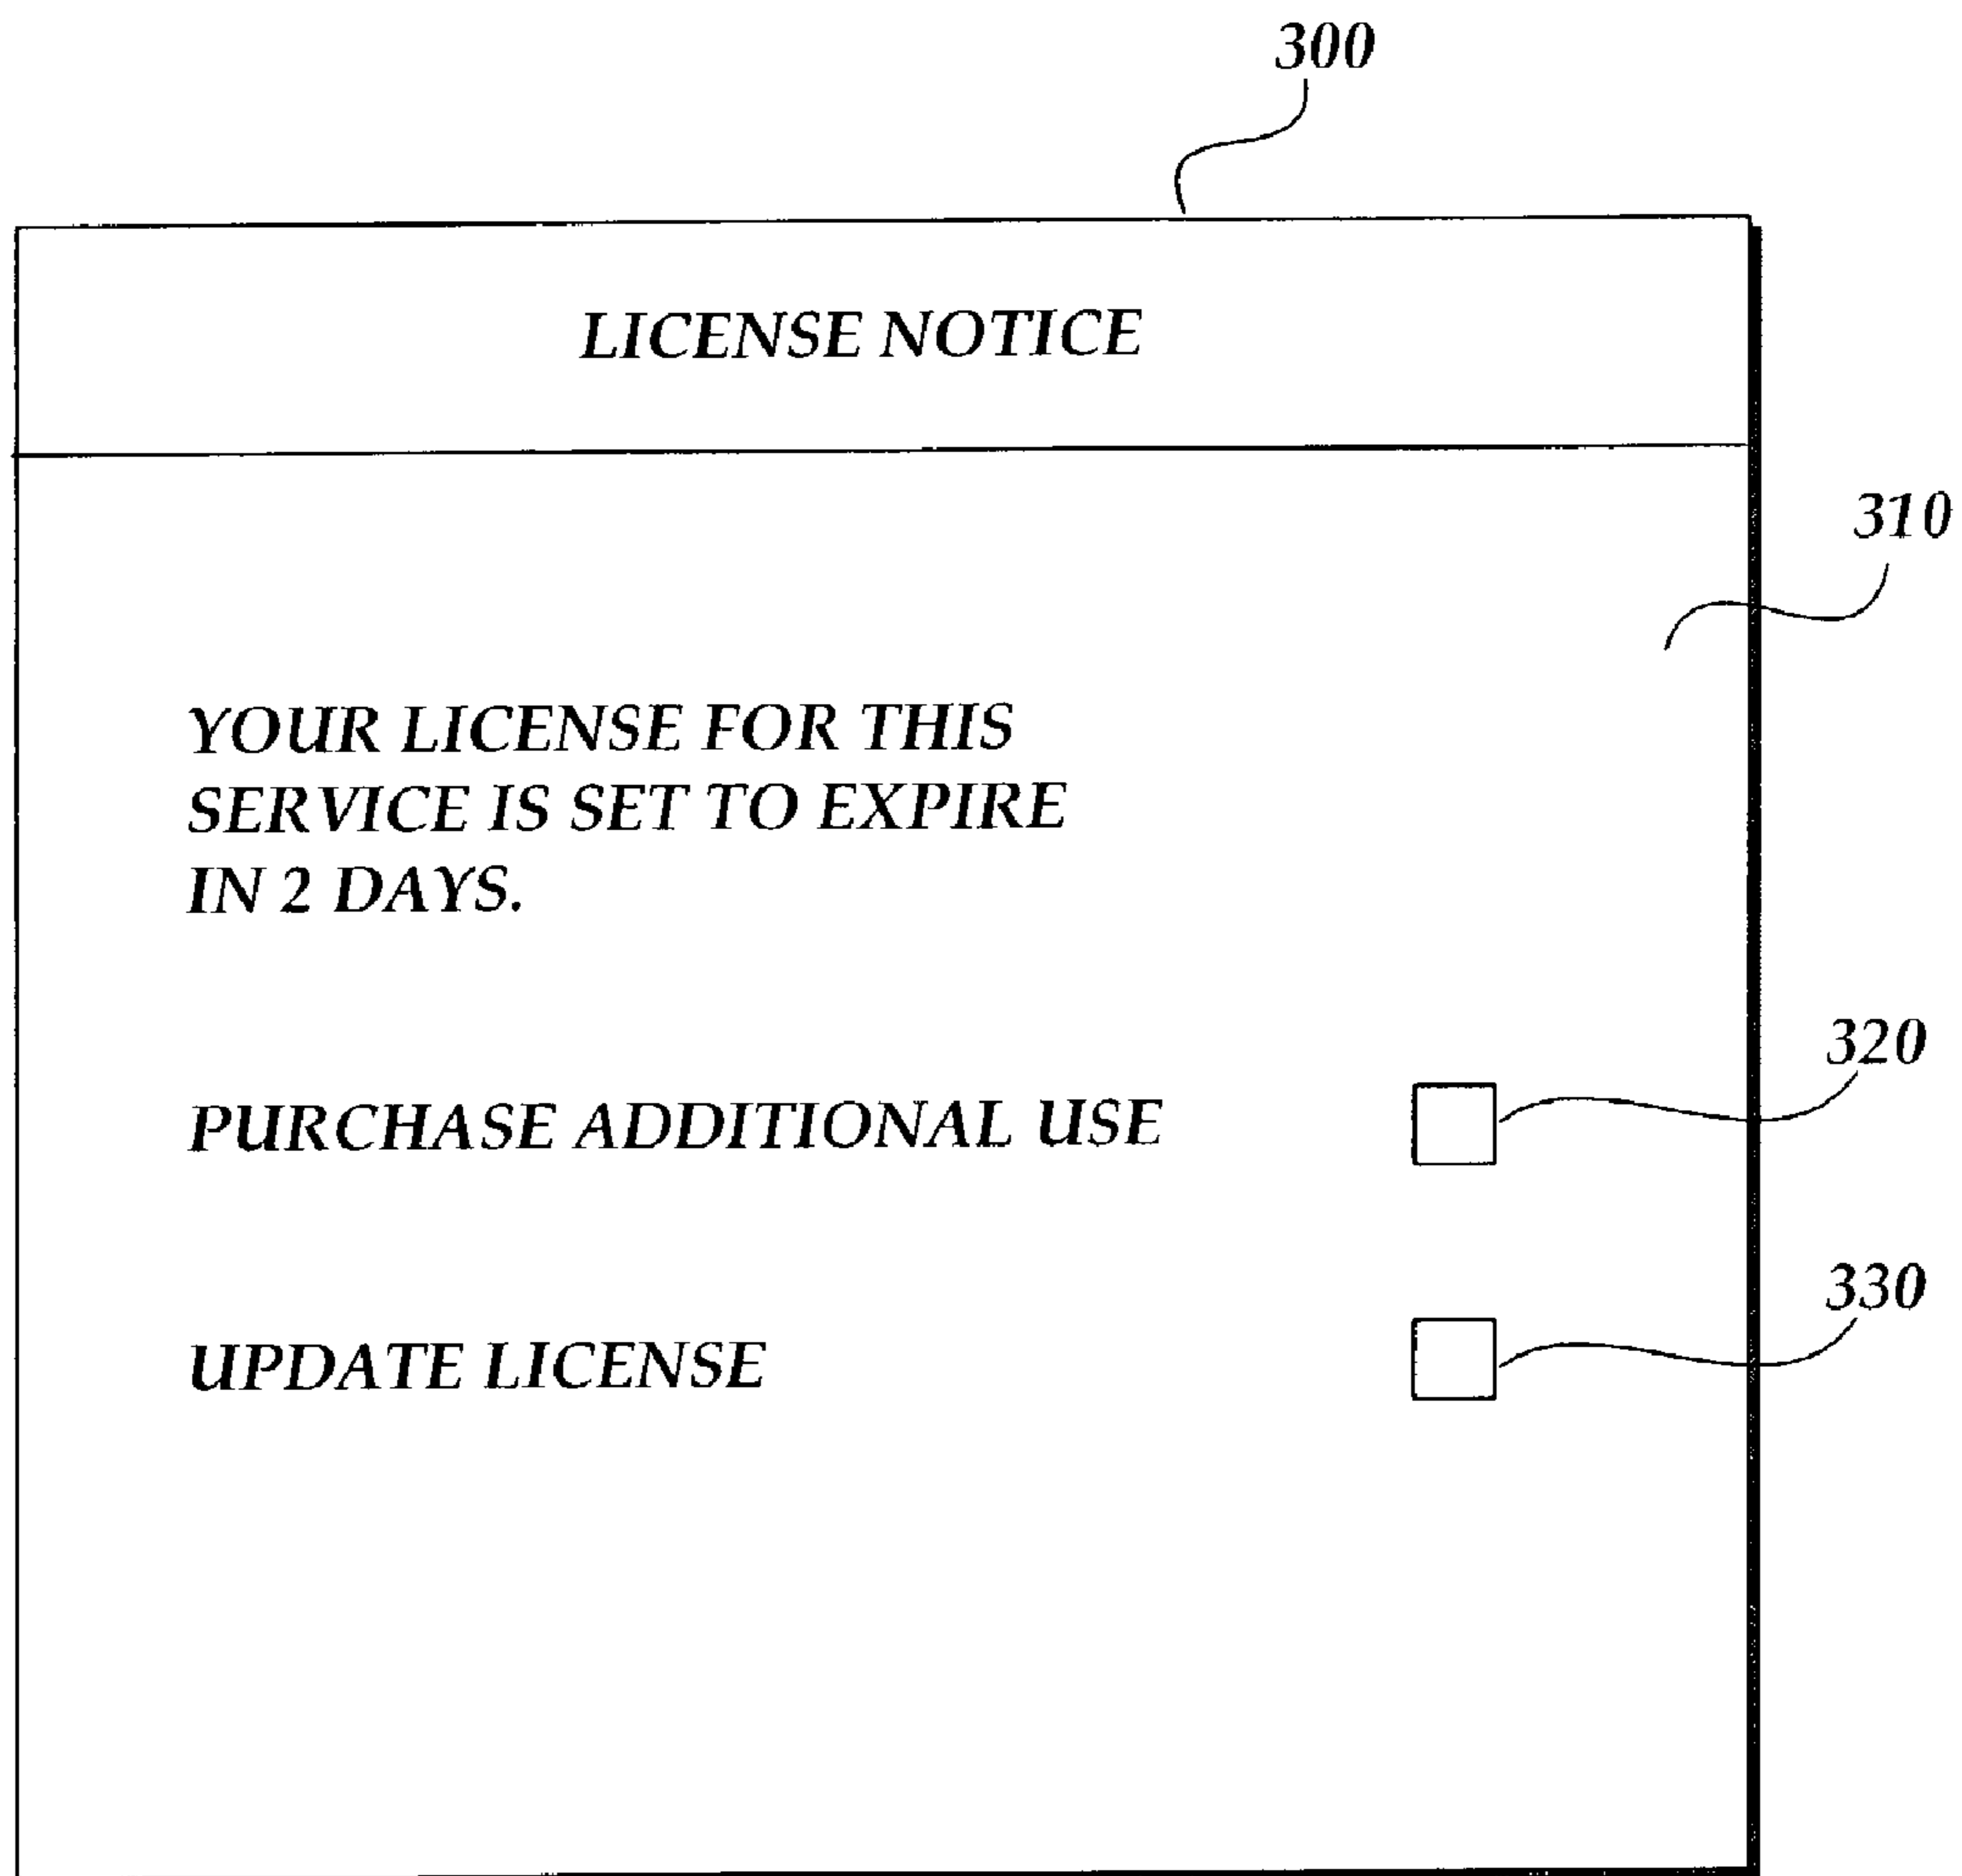 300
LICENSE NOTICE
310
YOUR LICENSE FOR THIS
SERVICE IS SET TO EXPIRE
IN 2 DAYS.
320
PURCHASE ADDITIONAL USE
330
UPDATE LICENSE